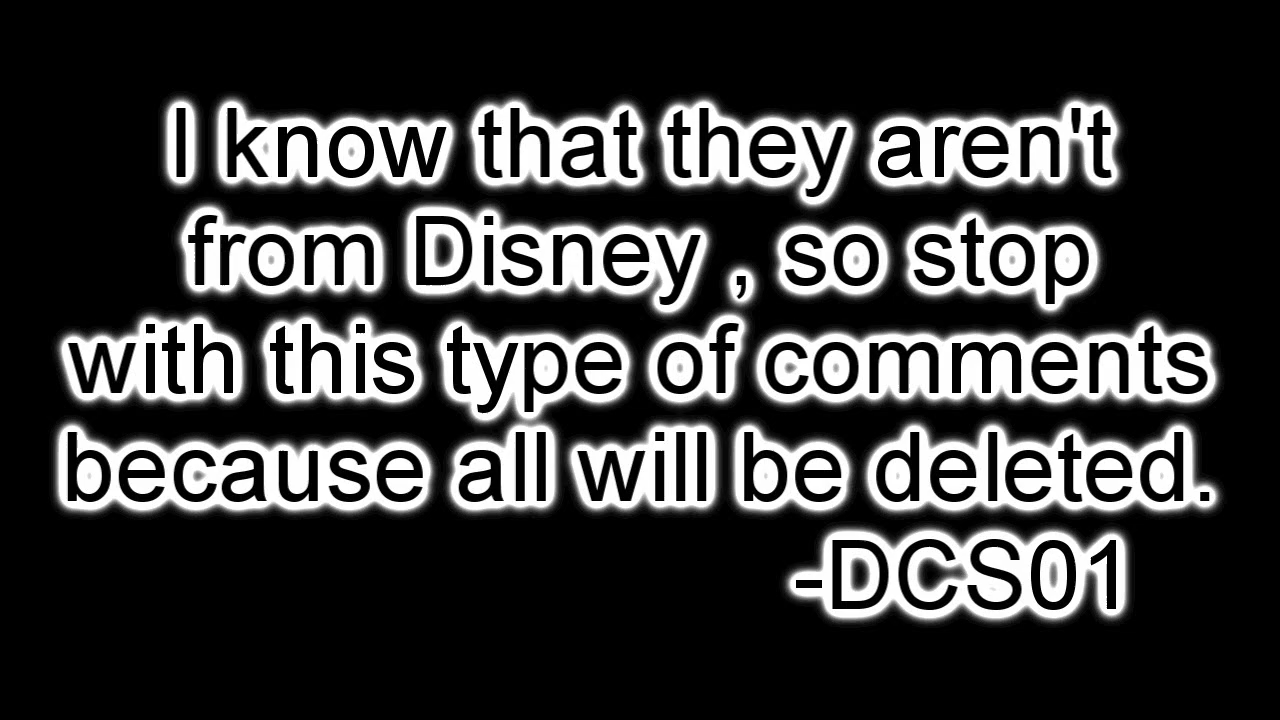 I know that they aren't
from Disney , so stop
with this type of comments
because all will be deleted.
-DCS01